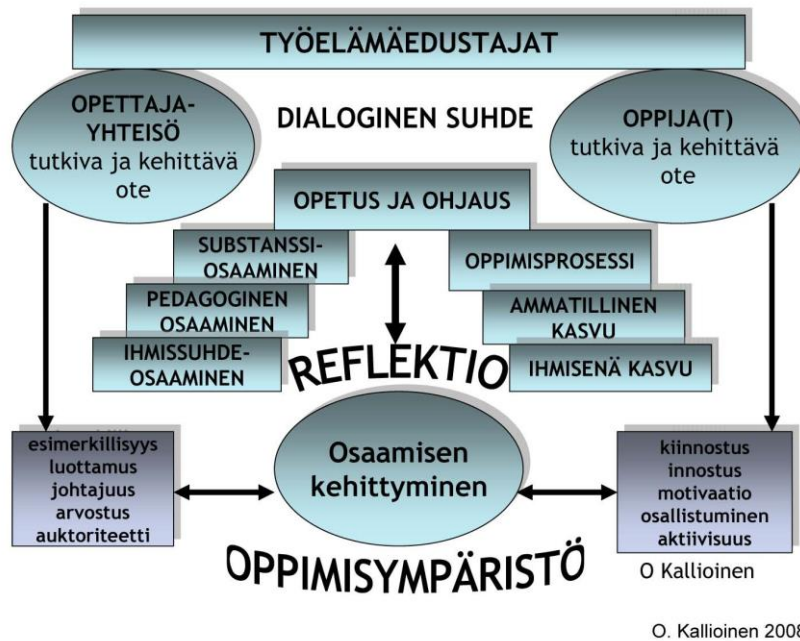 TYÖELÄMÄEDUSTAJAT
OPETTAJA-
YHTEISÖ
tutkiva ja kehittävä
ote
DIALOGINEN SUHDE
OPPIJA(T)
tutkiva ja kehittävä
ote
OPETUS JA OHJAUS
SUBSTANSSI-
OSAAMINEN
PEDAGOGINEN
OSAAMINEN
IHMISSUHDE-
OSAAMINEN
OPPIMISPROSESSI
AMMATILLINEN
KASVU
IHMISENÄ KASVU
REFLEKTIO
Osaamisen
kehittyminen
esimerkillisyys
luottamus
johtajuus
arvostus
auktoriteetti
kiinnostus
innostus
motivaatio
osallistuminen
aktiivisuus
OPPIMISYMPÄRISTÖ
O Kallioinen
O. Kallioinen 2008